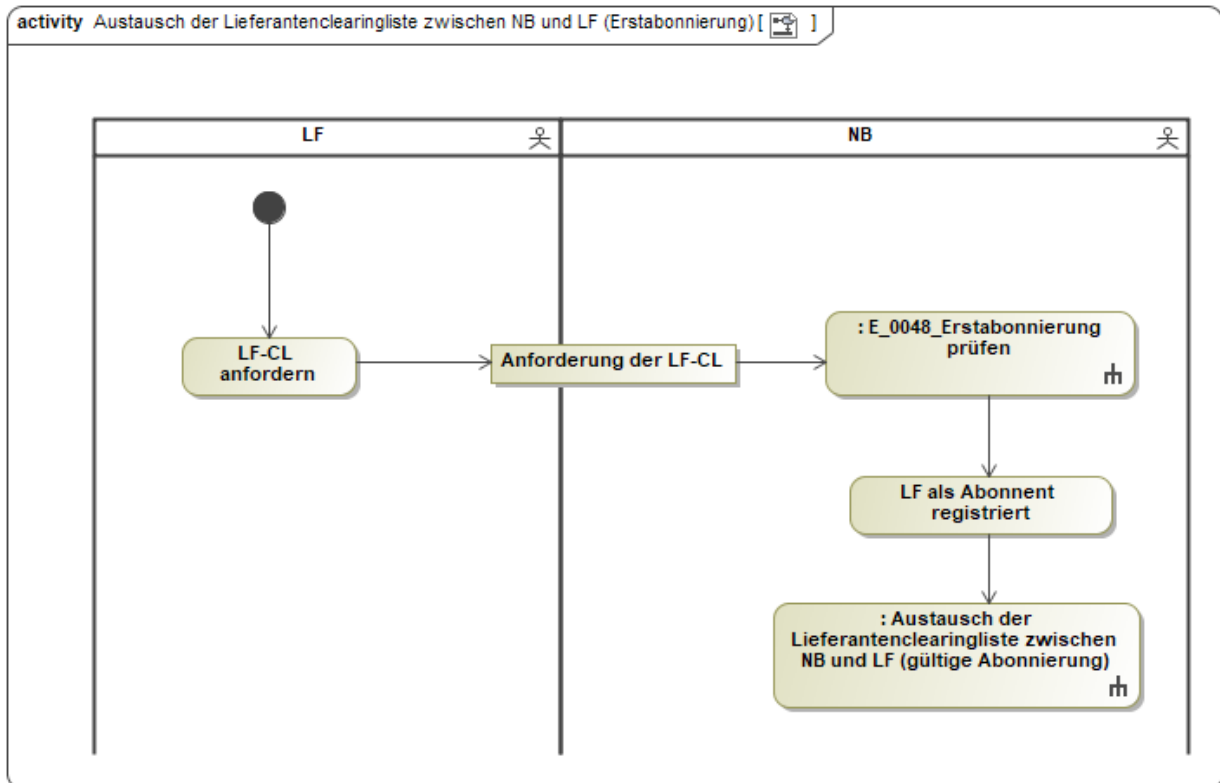 activity Austausch der Lieferantenclearingliste zwischen NB und LF (Erstabonnierung) [ ]
LF
NB
LF-CL
anfordern
Anforderung der LF-CL
: E_0048_Erstabonnierung
prüfen
LF als Abonnent
registriert
: Austausch der
Lieferantenclearingliste zwischen
NB und LF (gültige Abonnierung)